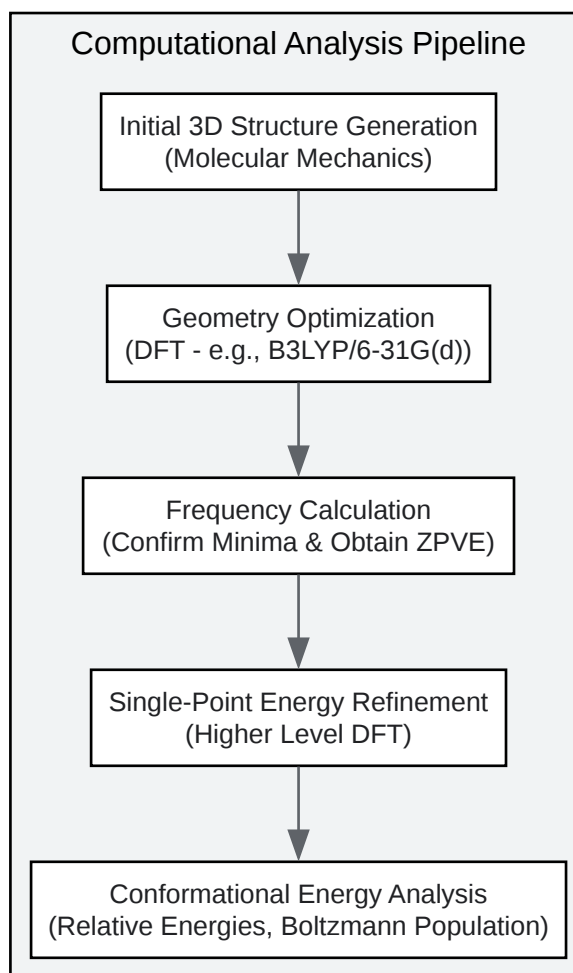 Computational Analysis Pipeline
Initial 3D Structure Generation
(Molecular Mechanics)
Geometry Optimization
(DFT - e.g., B3LYP/6-31G(d))
Frequency Calculation
(Confirm Minima & Obtain ZPVE)
Single-Point Energy Refinement
(Higher Level DFT)
Conformational Energy Analysis
(Relative Energies, Boltzmann Population)